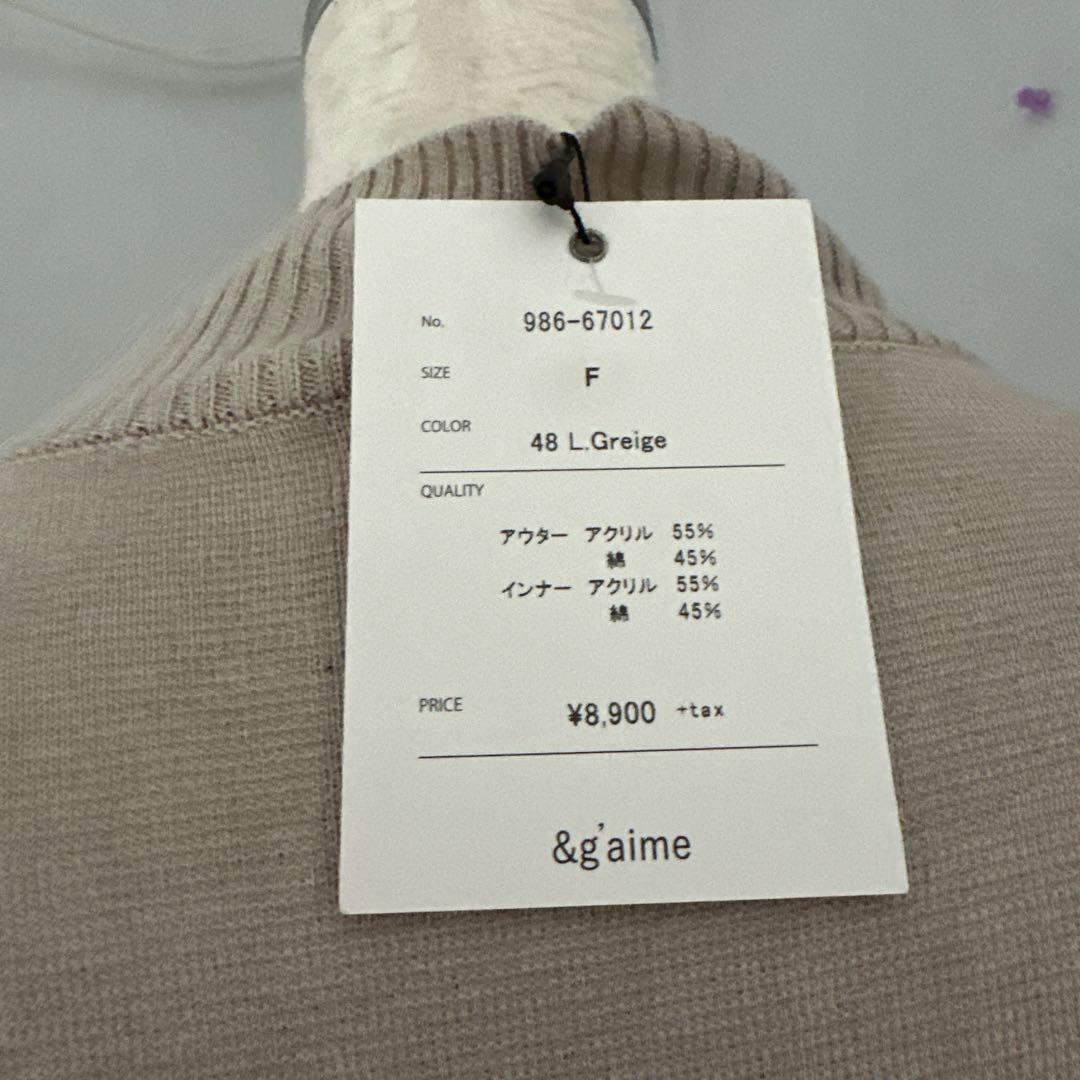 No. 986-67012
SIZE F
COLOR 48 L.Greige
QUALITY
アウター アクリル 55%
綿 45%
インナー アクリル 55%
綿 45%
PRICE ¥8,900 +tax
&g'aime